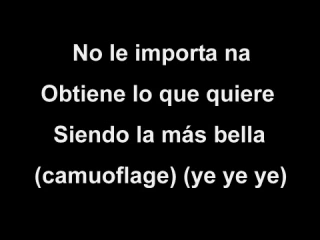 No le importa na
Obtiene lo que quiere
Siendo la más bella
(camuoflage) (ye ye ye)